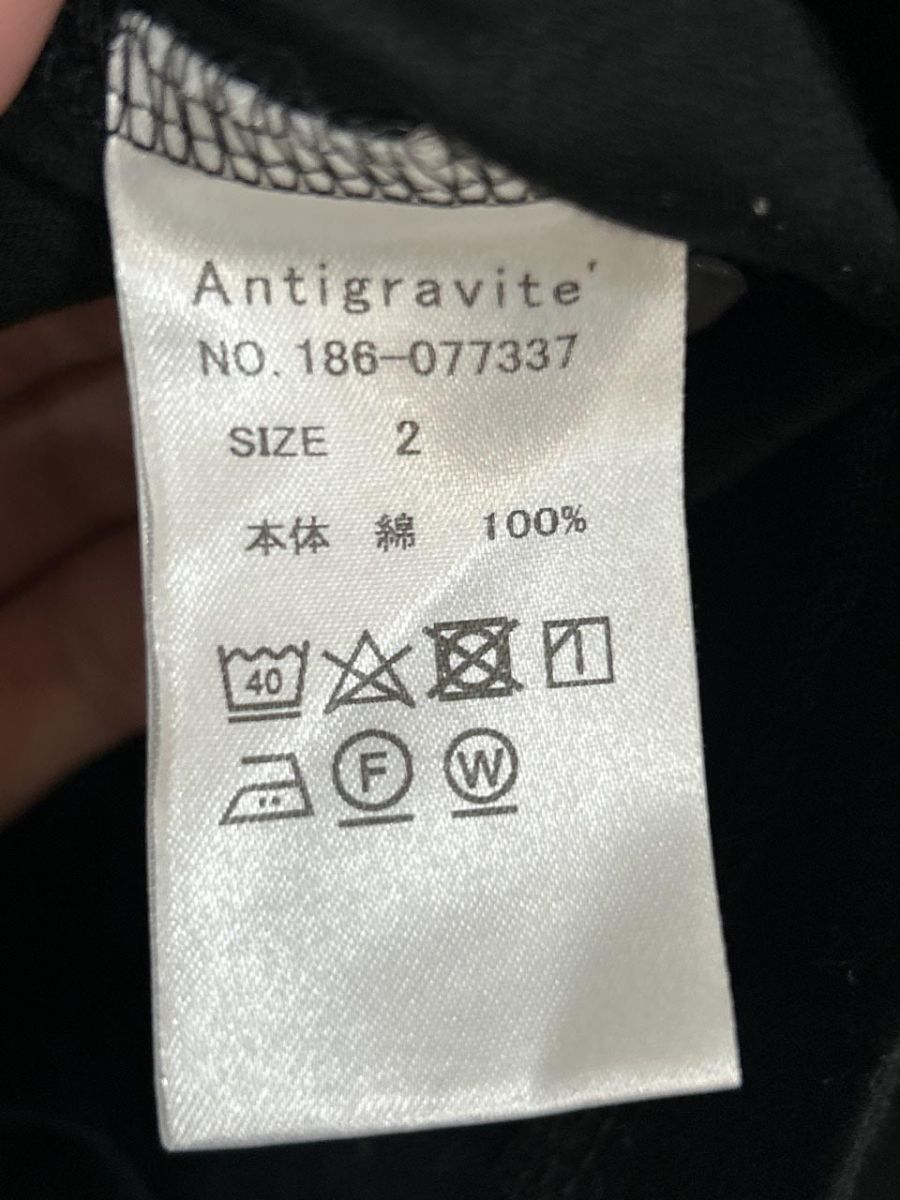 Antigravite'
NO. 186-077337
SIZE 2
本体 綿 100%
40
F W